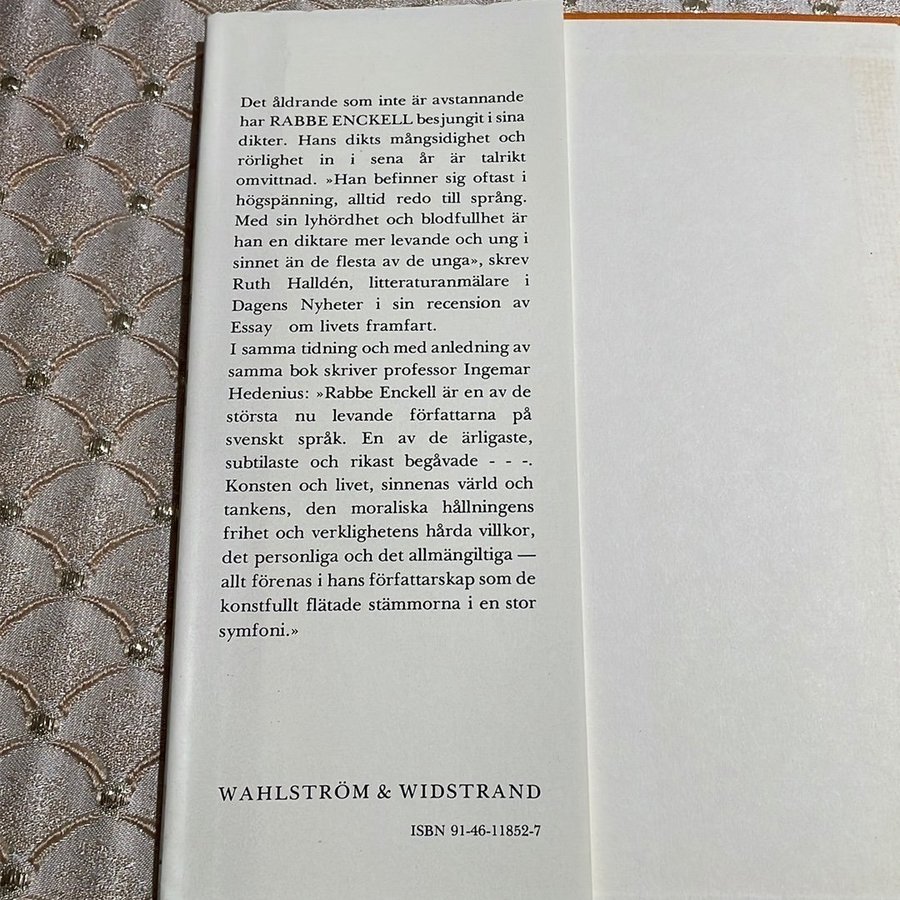 Det åldrande som inte är avstannande
har RABBE ENCKELL besjungit i sina
dikter. Hans dikts mångsidighet och
rörlighet in i sena år är talrikt
omvittnad. »Han befinner sig oftast i
högspänning, alltid redo till språng.
Med sin lyhördhet och blodfullhet är
han en diktare mer levande och ung i
sinnet än de flesta av de unga», skrev
Ruth Halldén, litteraturanmälare i
Dagens Nyheter i sin recension av
Essay om livets framfart.
I samma tidning och med anledning av
samma bok skriver professor Ingemar
Hedenius: »Rabbe Enckell är en av de
största nu levande författarna på
svenskt språk. En av de ärligaste,
subtilaste och rikast begåvade - - -.
Konsten och livet, sinnenas värld och
tankens, den moraliska hållningens
frihet och verklighetens hårda villkor,
det personliga och det allmängiltiga —
allt förenas i hans författarskap som de
konstfullt flätade stämmorna i en stor
symfoni.»
WAHLSTRÖM & WIDSTRAND
ISBN 91-46-11852-7